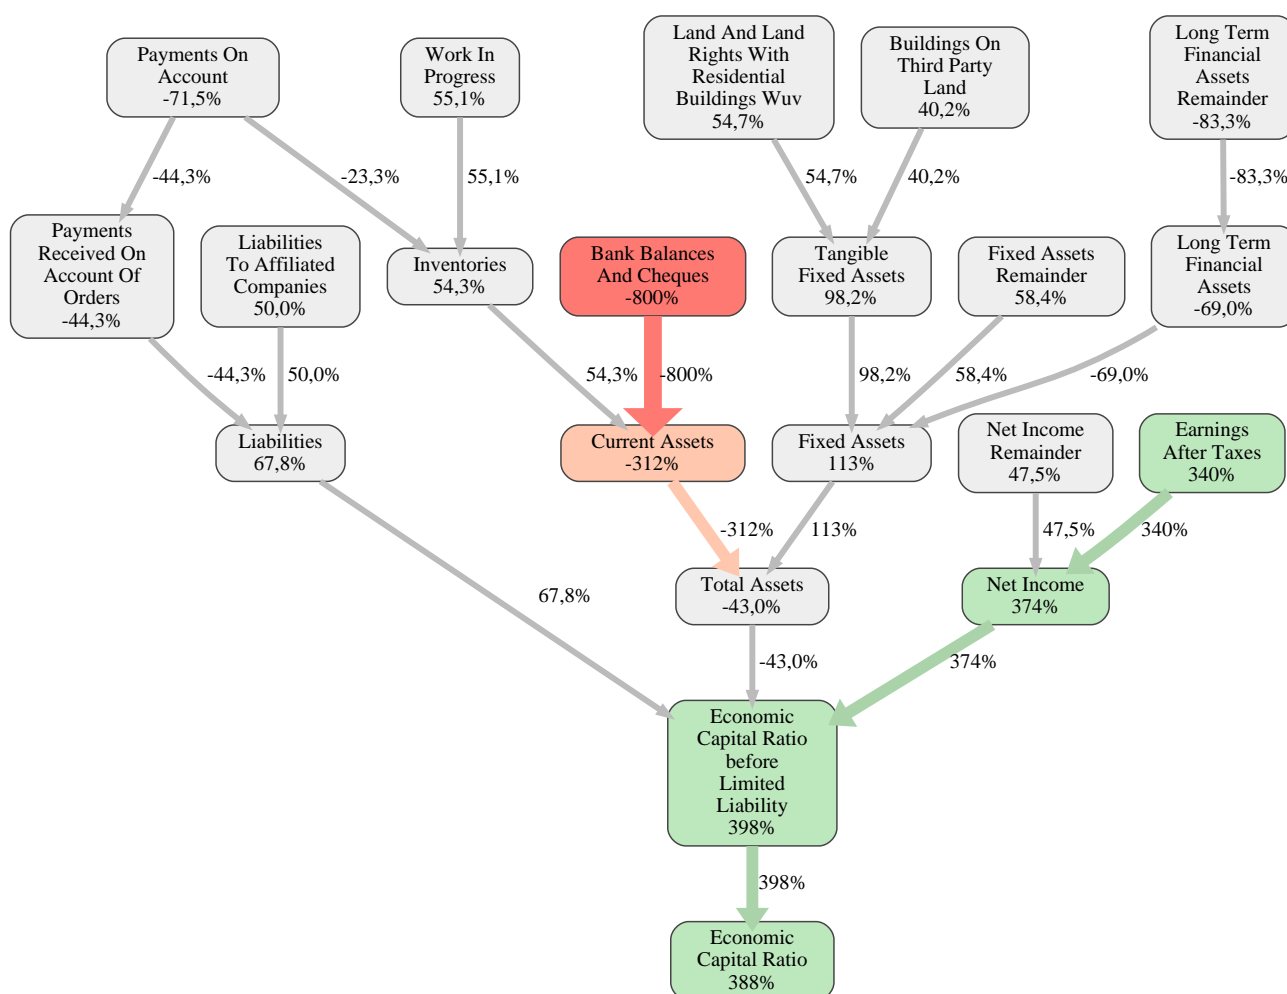 Payments On
Account
-71,5%
Work In
Progress
55,1%
Land And Land
Rights With
Residential
Buildings Wuv
54,7%
Buildings On
Third Party
Land
40,2%
Long Term
Financial
Assets
Remainder
-83,3%
-44,3%
-23,3%
55,1%
54,7%
40,2%
-83,3%
Payments
Received On
Account Of
Orders
-44,3%
Liabilities
To Affiliated
Companies
50,0%
Inventories
54,3%
Bank Balances
And Cheques
-800%
Tangible
Fixed Assets
98,2%
Fixed Assets
Remainder
58,4%
Long Term
Financial
Assets
-69,0%
-44,3%
50,0%
54,3%
-800%
98,2%
58,4%
-69,0%
Liabilities
67,8%
Current Assets
-312%
Fixed Assets
113%
Net Income
Remainder
47,5%
Earnings
After Taxes
340%
-312%
113%
47,5%
340%
67,8%
Total Assets
-43,0%
Net Income
374%
-43,0%
374%
Economic
Capital Ratio
before
Limited
Liability
398%
398%
Economic
Capital Ratio
388%